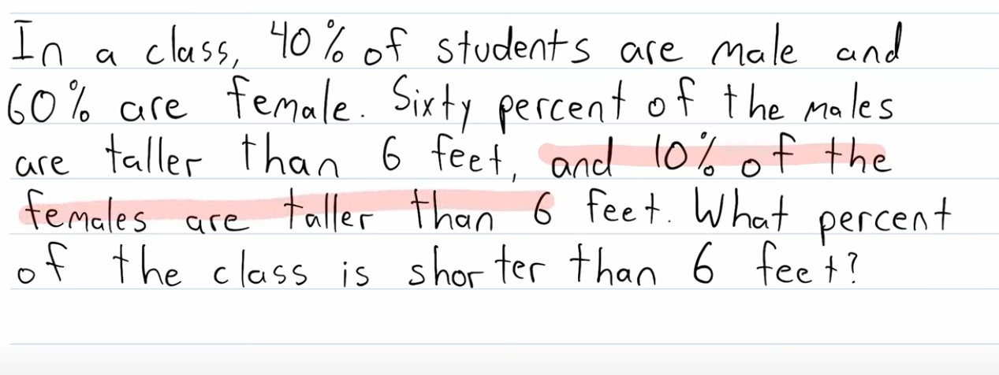 In a class, 40% of students are male and
60% are female. Sixty percent of the males
are taller than 6 feet, and 10% of the
females are taller than 6 feet. What percent
of the class is shorter than 6 feet?